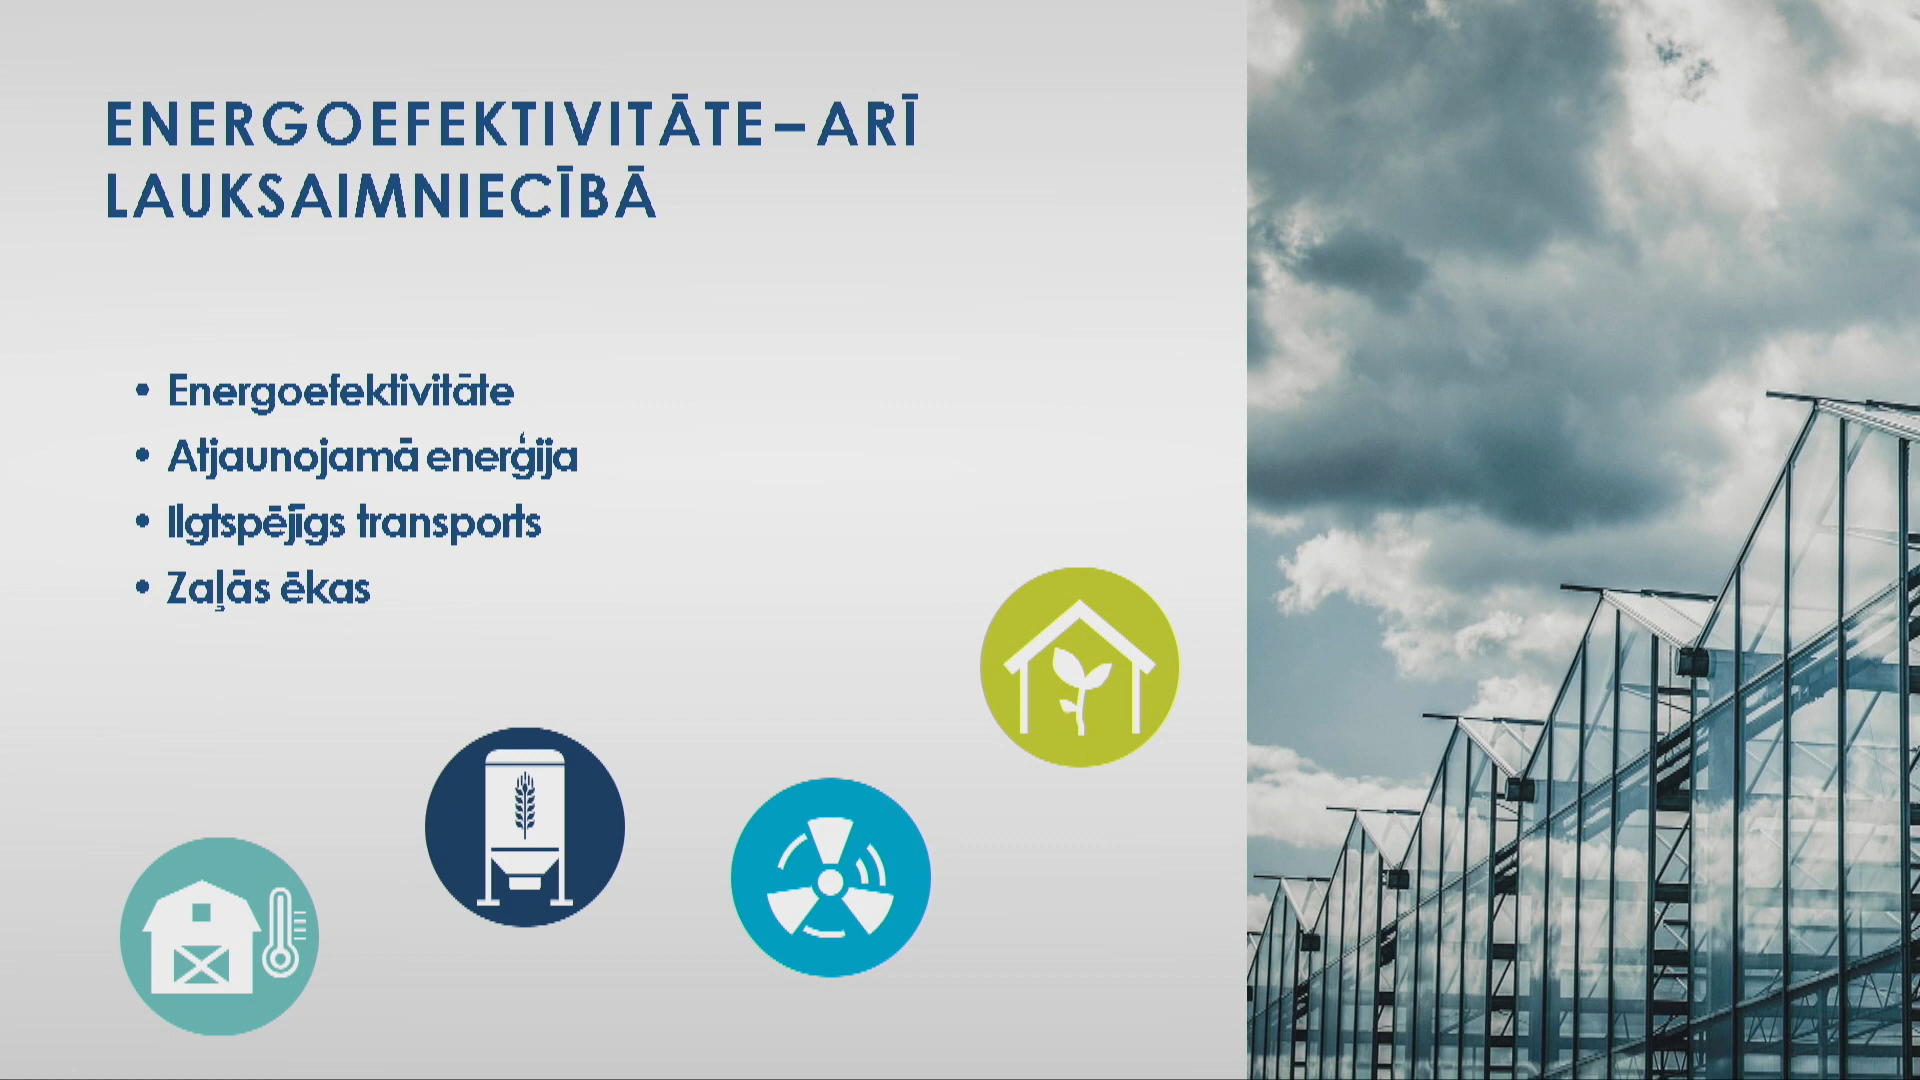 ENERGOEFEKTIVITĀTE – ARĪ
LAUKSAIMNIECĪBĀ
• Energoefektivitāte
• Atjaunojamā enerģija
• Ilgtspējīgs transports
• Zaļās ēkas